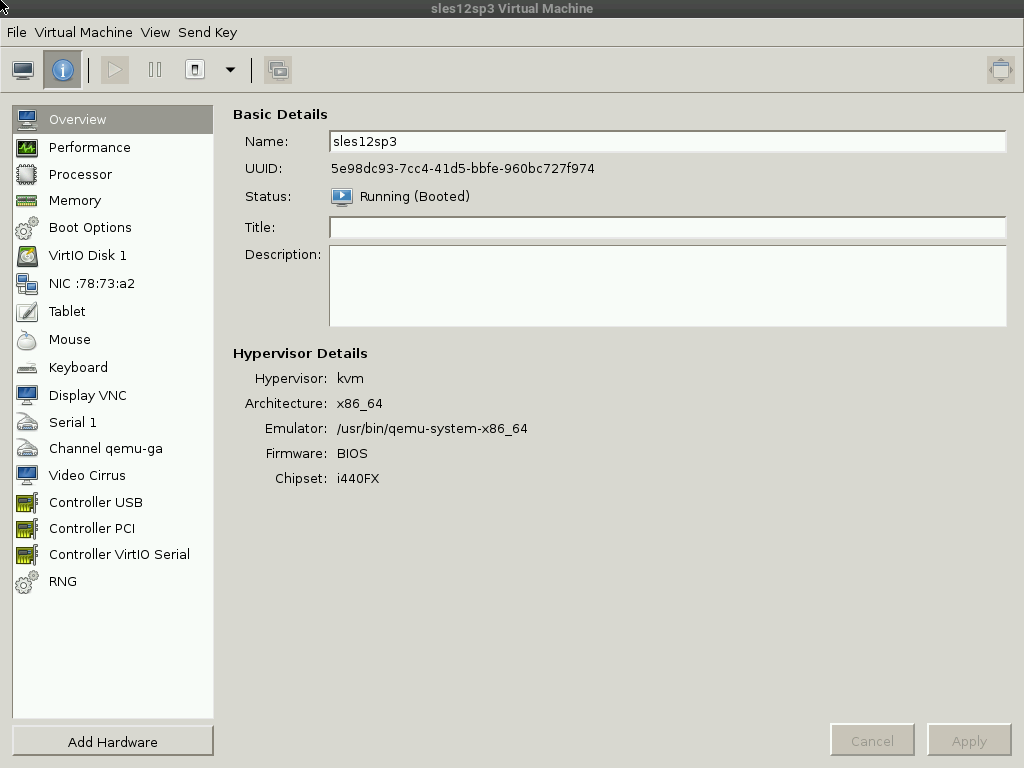 sles12sp3 Virtual Machine
File Virtual Machine View Send Key
Overview
Performance
Processor
Memory
Boot Options
VirtIO Disk 1
NIC :78:73:a2
Tablet
Mouse
Keyboard
Display VNC
Serial 1
Channel qemu-ga
Video Cirrus
Controller USB
Controller PCI
Controller VirtIO Serial
RNG
Add Hardware
Basic Details
Name: sles12sp3
UUID: 5e98dc93-7cc4-41d5-bbfe-960bc727f974
Status: Running (Booted)
Title:
Description:
Hypervisor Details
Hypervisor: kvm
Architecture: x86_64
Emulator: /usr/bin/qemu-system-x86_64
Firmware: BIOS
Chipset: i440FX
Cancel Apply